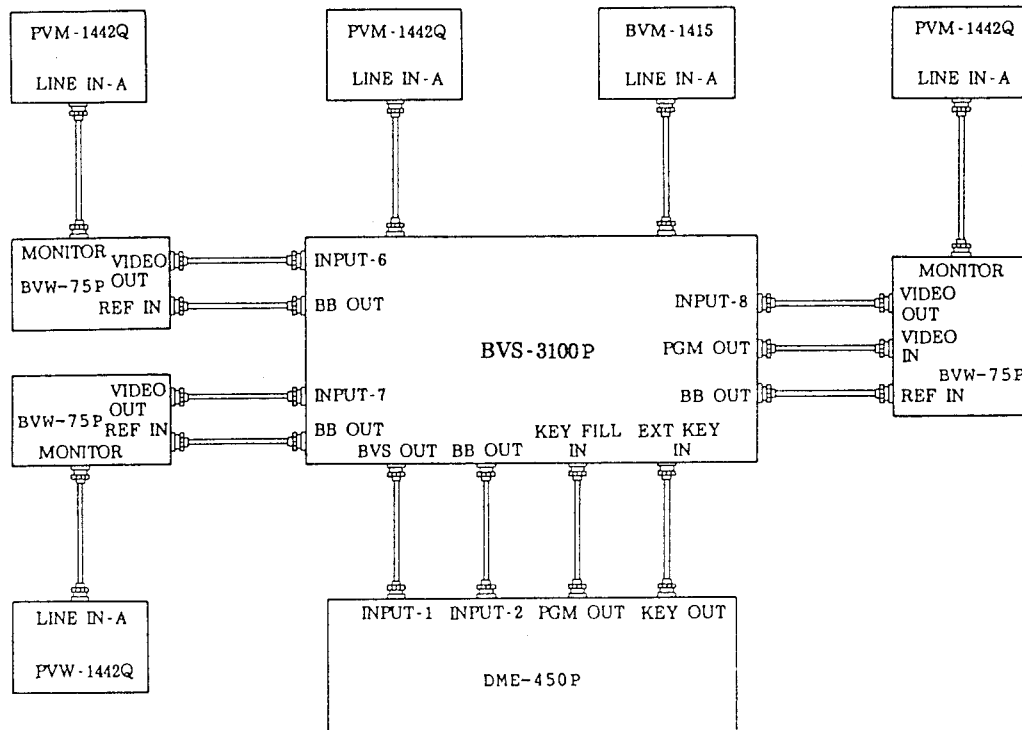 PVM-1442Q
LINE IN-A
PVM-1442Q
LINE IN-A
BVM-1415
LINE IN-A
PVM-1442Q
LINE IN-A
MONITOR
VIDEO
OUT
BVW-75P
REF IN
INPUT-6
BB OUT
BVS-3100P
INPUT-8
PGM OUT
BB OUT
MONITOR
VIDEO
OUT
VIDEO
IN
BVW-75P
REF IN
VIDEO
OUT
BVW-75P
REF IN
MONITOR
INPUT-7
BB OUT
BVS OUT
BB OUT
KEY FILL
IN
EXT KEY
IN
LINE IN-A
PVW-1442Q
INPUT-1
INPUT-2
PGM OUT
KEY OUT
DME-450P